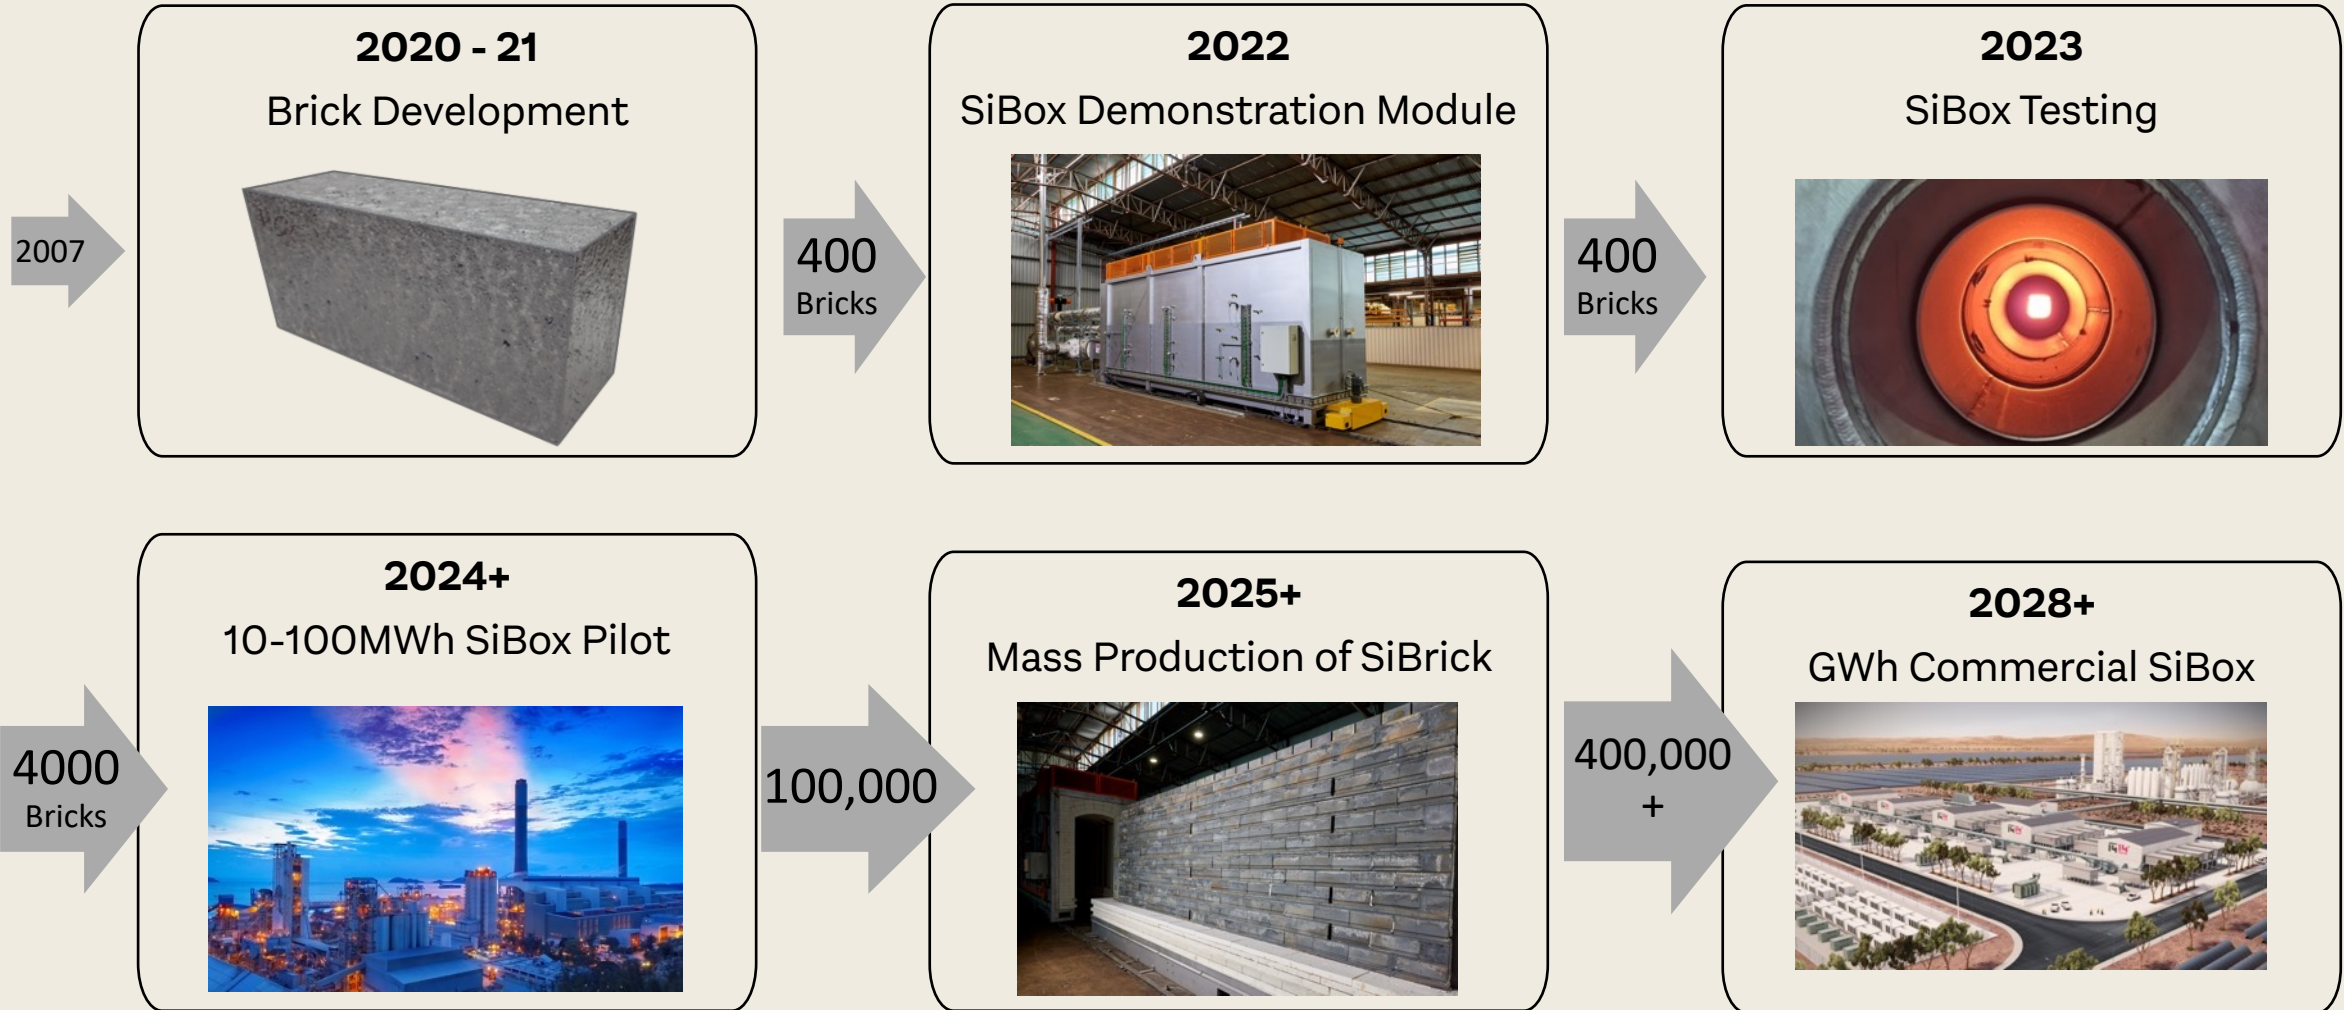 2007
2020 - 21
Brick Development
400
Bricks
2022
SiBox Demonstration Module
400
Bricks
2023
SiBox Testing
4000
Bricks
2024+
10-100MWh SiBox Pilot
100,000
2025+
Mass Production of SiBrick
400,000
+
2028+
GWh Commercial SiBox